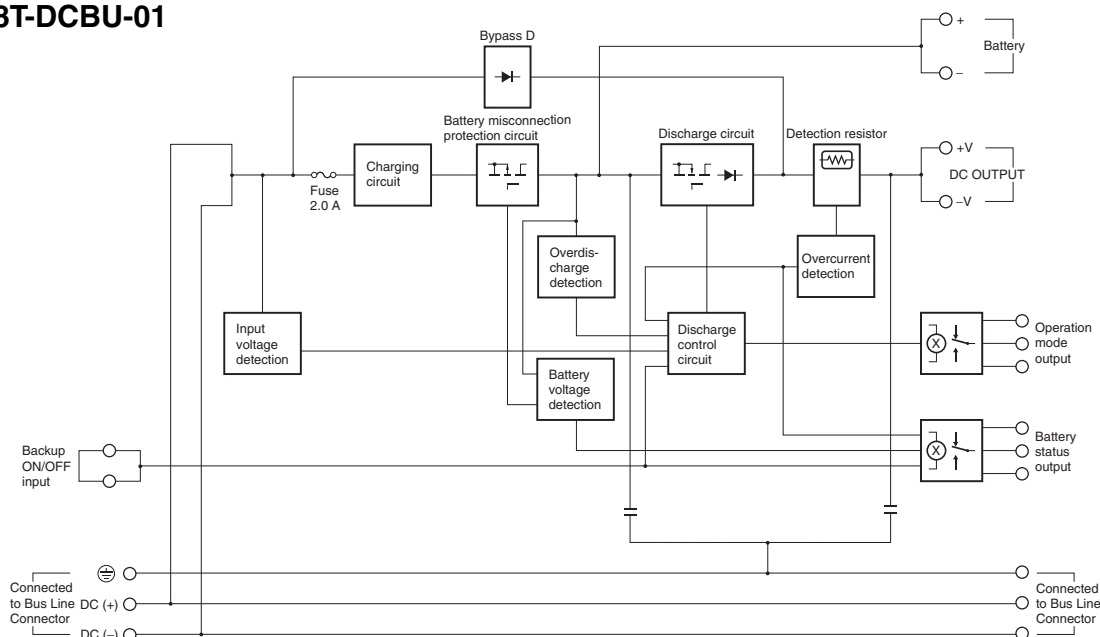 3T-DCBU-01
Bypass D
+
Battery
−
Battery misconnection
protection circuit
Discharge circuit
Detection resistor
Charging
circuit
Fuse
2.0 A
+V
DC OUTPUT
−V
Overdis-
charge
detection
Overcurrent
detection
Input
voltage
detection
Discharge
control
circuit
Operation
mode
output
Battery
voltage
detection
Backup
ON/OFF
input
Battery
status
output
Connected
to Bus Line
Connector
DC (+)
DC (−)
Connected
to Bus Line
Connector